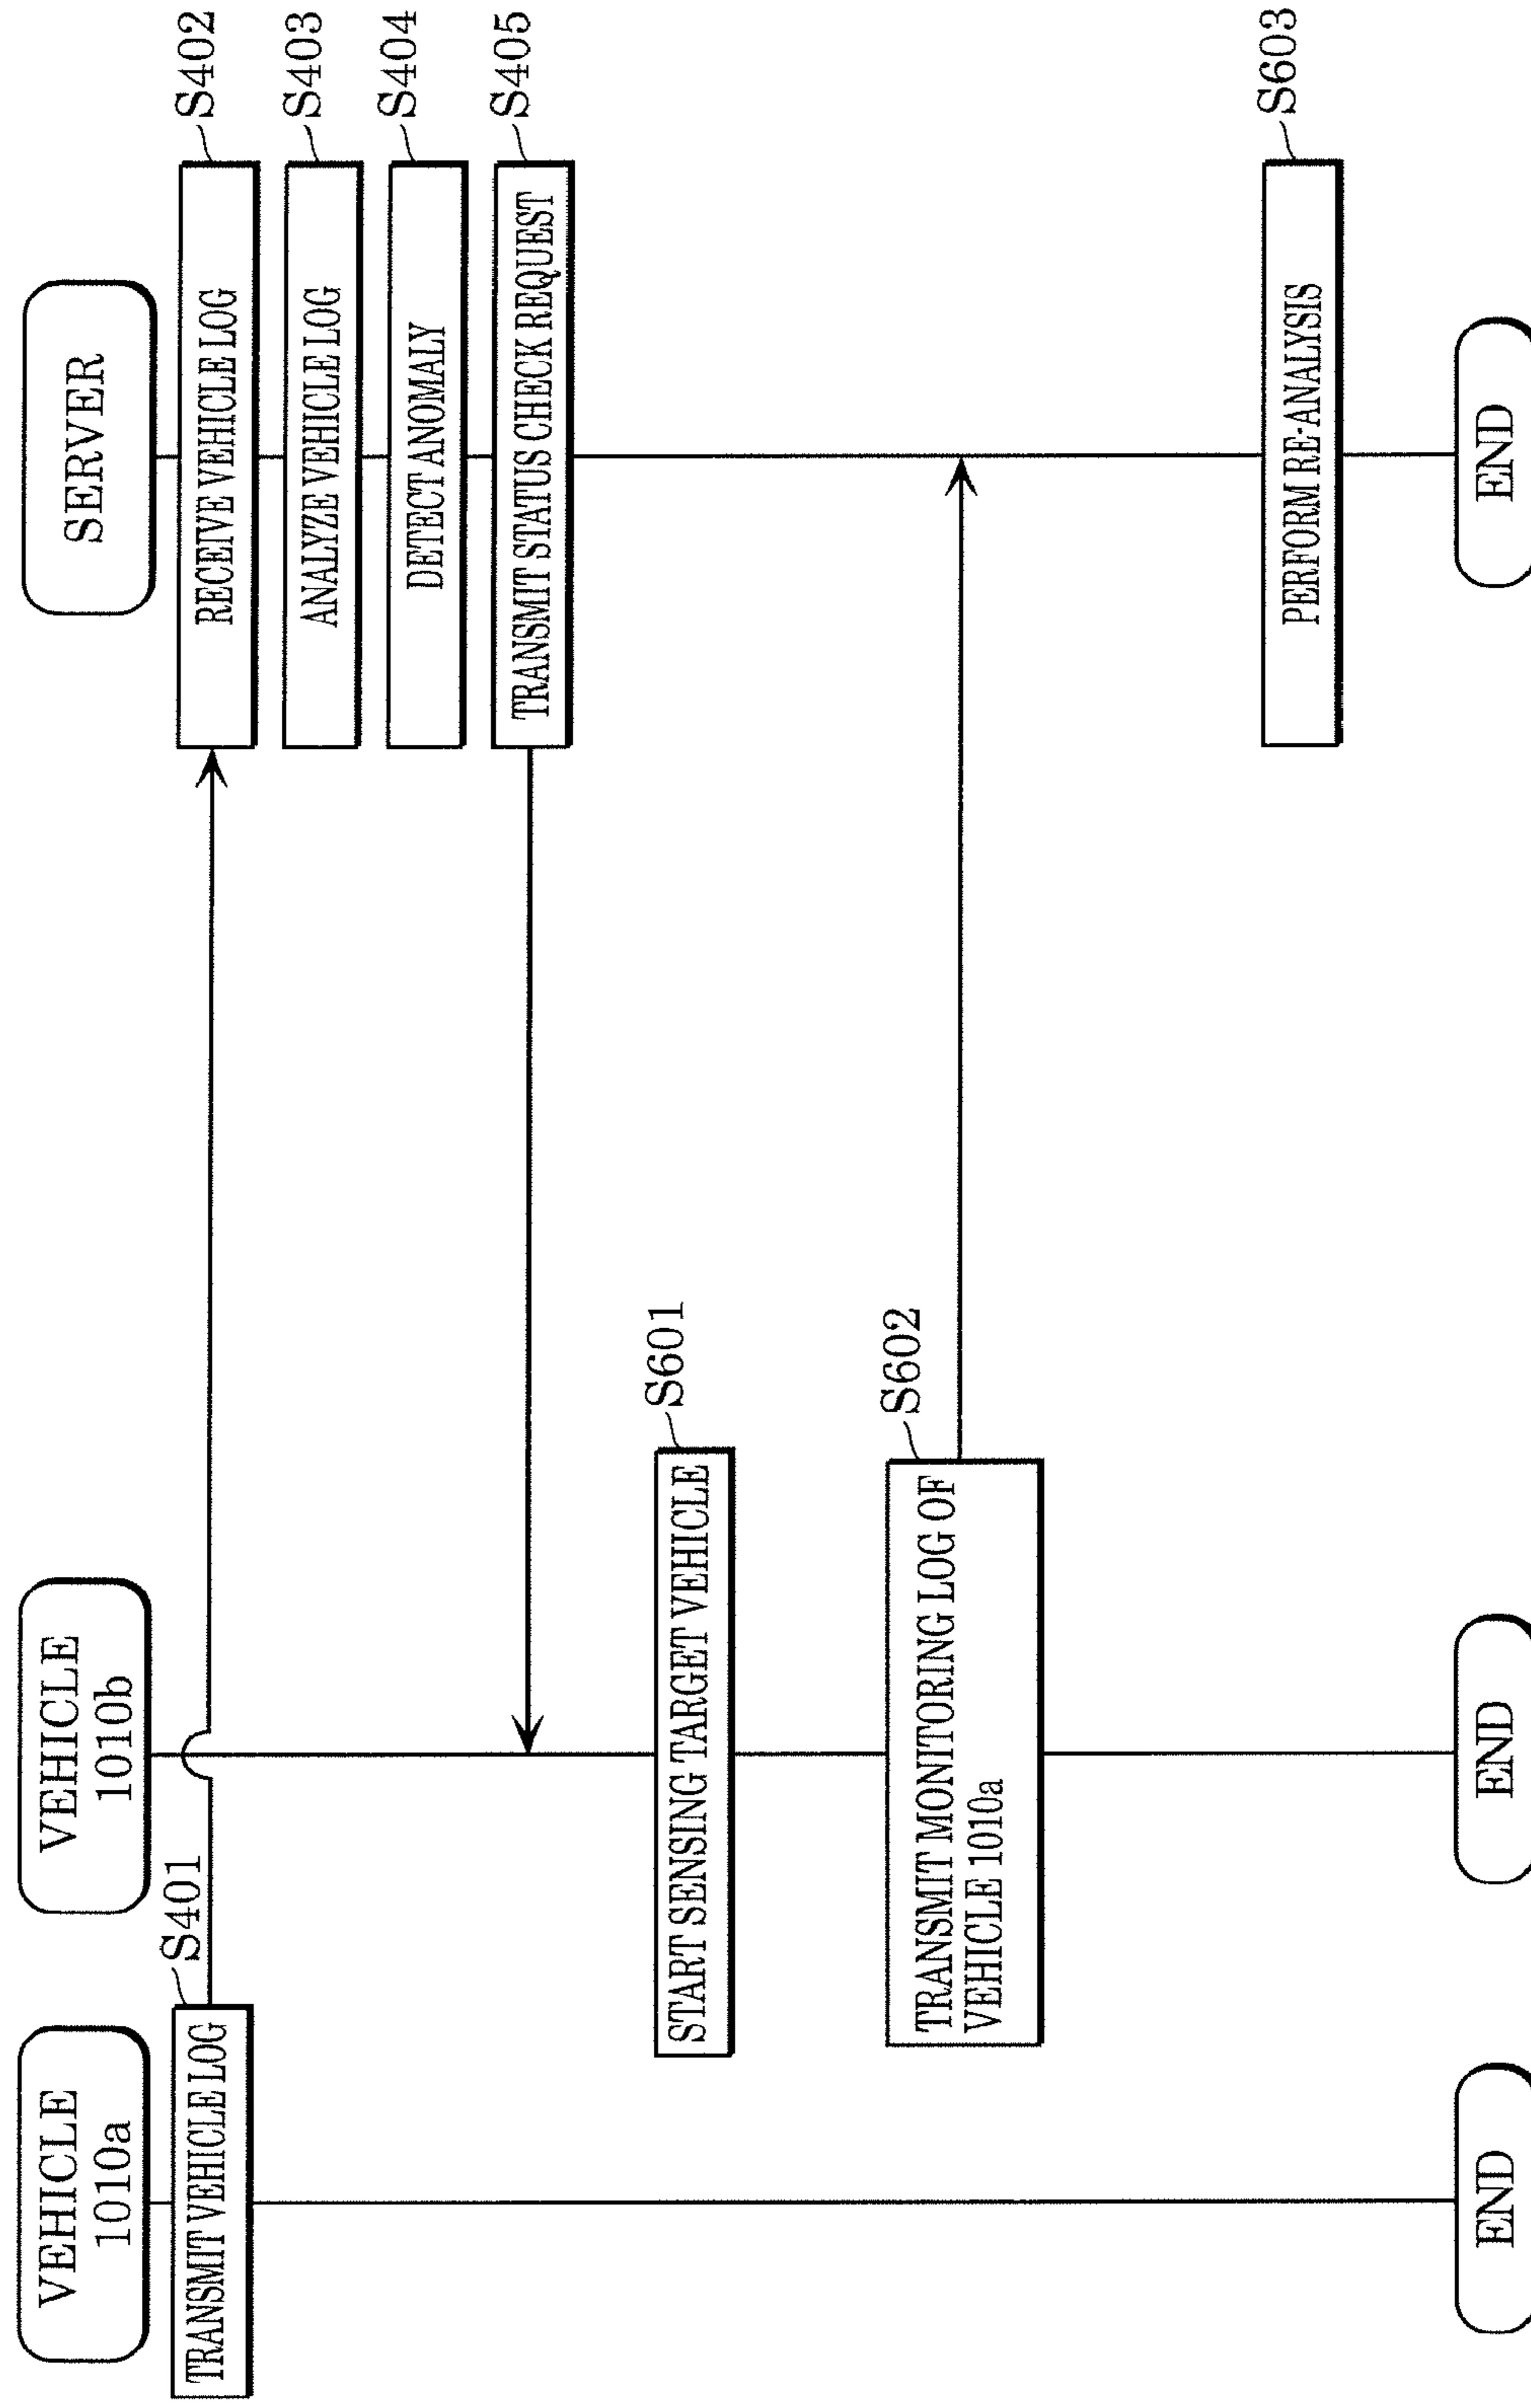 VEHICLE
1010a
VEHICLE
1010b
SERVER
S401
TRANSMIT VEHICLE LOG
S402
RECEIVE VEHICLE LOG
S403
ANALYZE VEHICLE LOG
S404
DETECT ANOMALY
S405
TRANSMIT STATUS CHECK REQUEST
S601
START SENSING TARGET VEHICLE
S602
TRANSMIT MONITORING LOG OF
VEHICLE 1010a
S603
PERFORM RE-ANALYSIS
END
END
END